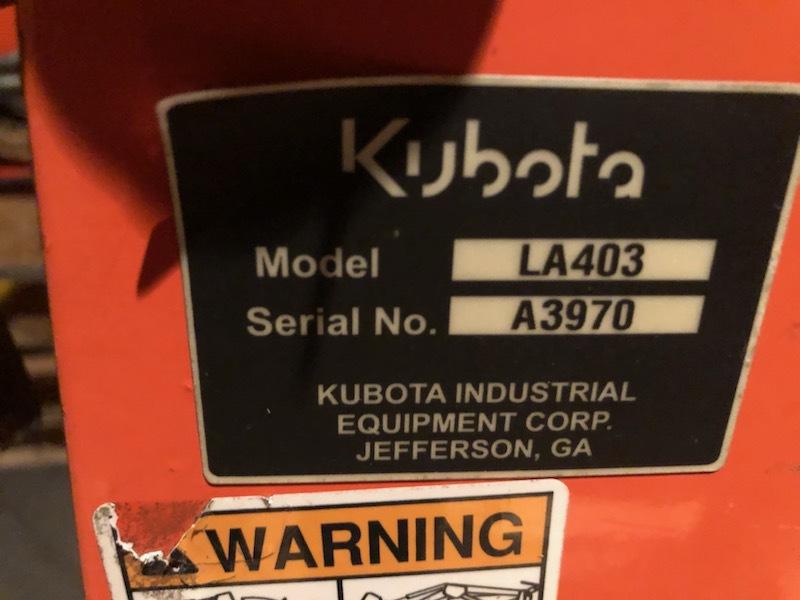 Kubota
Model LA403
Serial No. A3970
KUBOTA INDUSTRIAL
EQUIPMENT CORP.
JEFFERSON, GA
WARNING